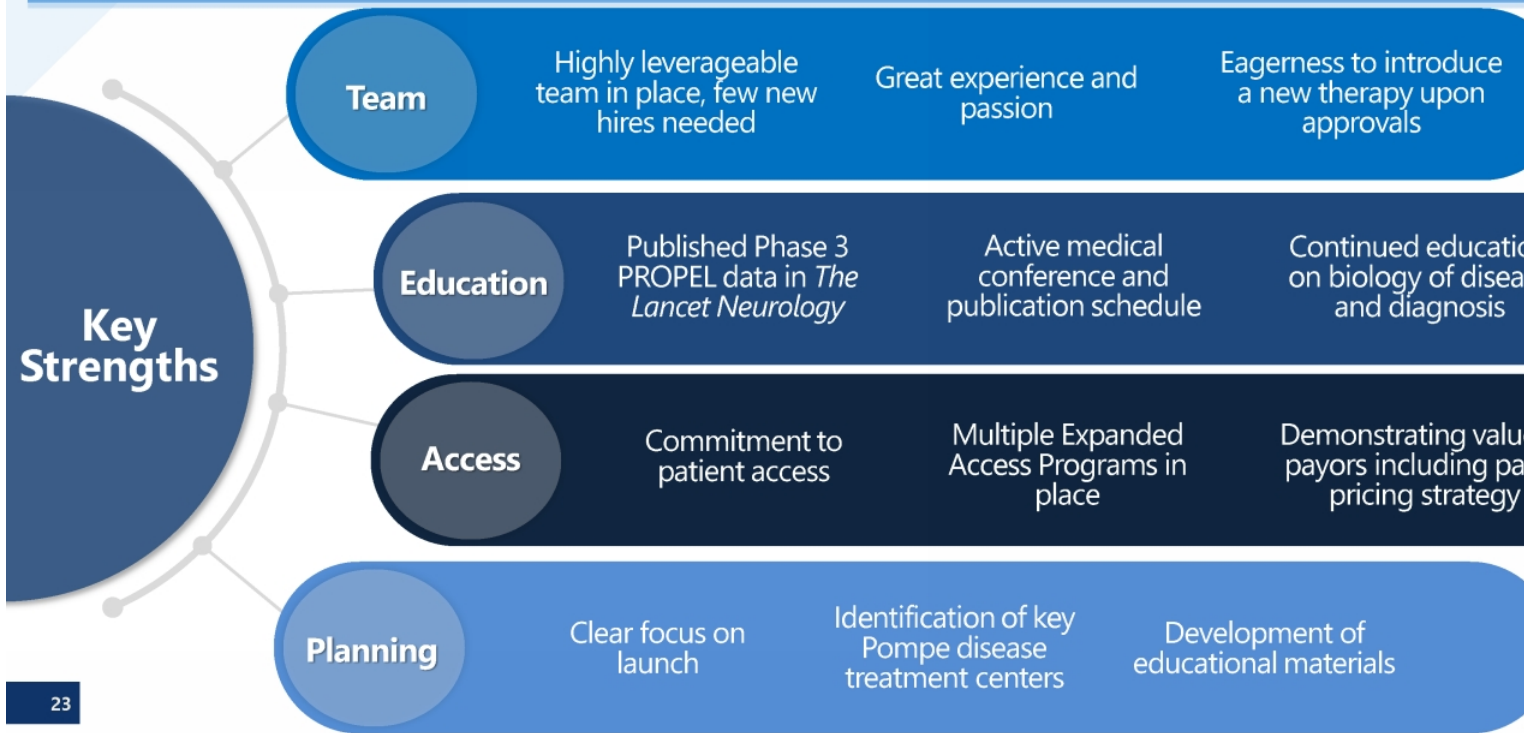 Key
Strengths
Team
Highly leverageable
team in place, few new
hires needed
Great experience and
passion
Eagerness to introduce
a new therapy upon
approvals
Education
Published Phase 3
PROPEL data in The
Lancet Neurology
Active medical
conference and
publication schedule
Continued
on biology of
and diagnosis
Access
Commitment to
patient access
Multiple Expanded
Access Programs in
place
Demonstrating
payors including
pricing strategy
Planning
Clear focus on
launch
Identification of key
Pompe disease
treatment centers
Development of
educational materials
23